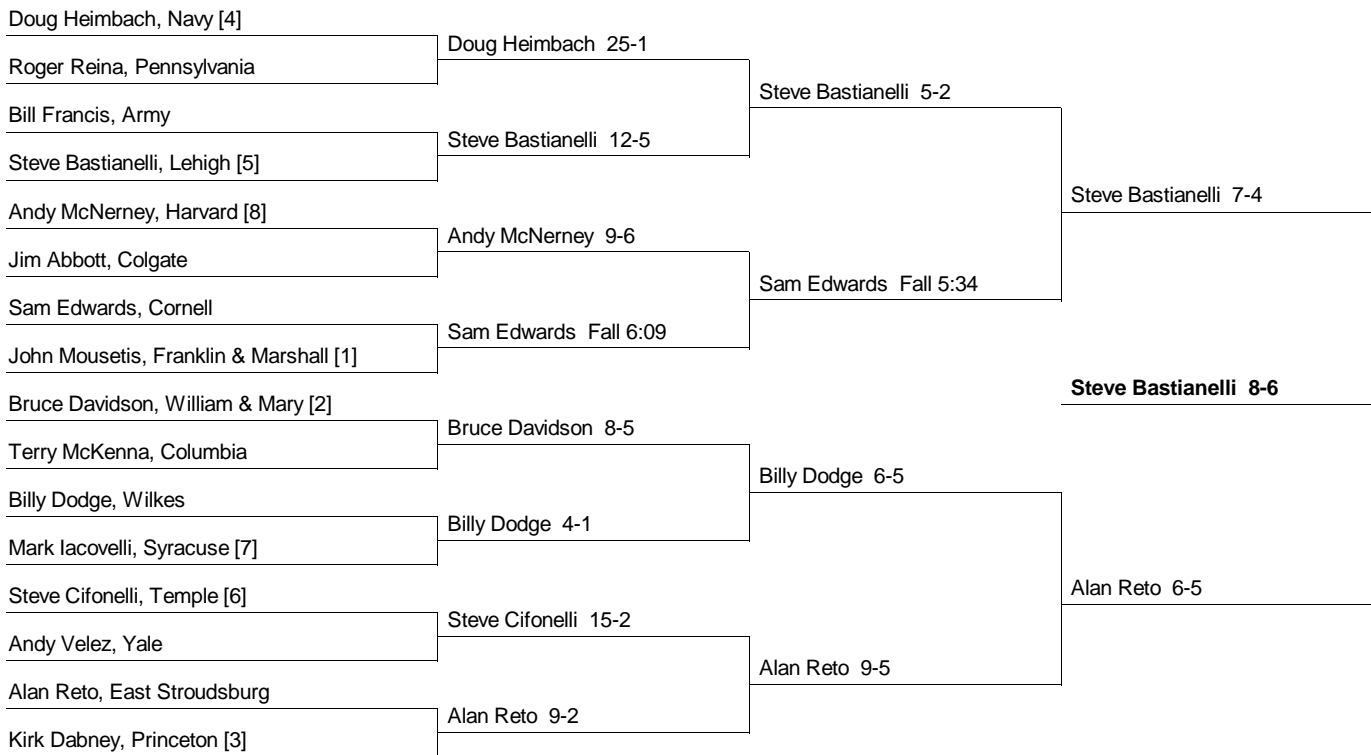 Doug Heimbach, Navy [4]
Doug Heimbach 25-1
Roger Reina, Pennsylvania
Steve Bastianelli 5-2
Bill Francis, Army
Steve Bastianelli 12-5
Steve Bastianelli, Lehigh [5]
Steve Bastianelli 7-4
Andy McNerney, Harvard [8]
Andy McNerney 9-6
Jim Abbott, Colgate
Sam Edwards Fall 5:34
Sam Edwards, Cornell
Sam Edwards Fall 6:09
John Mousetis, Franklin & Marshall [1]
Steve Bastianelli 8-6
Bruce Davidson, William & Mary [2]
Bruce Davidson 8-5
Terry McKenna, Columbia
Billy Dodge 6-5
Billy Dodge, Wilkes
Billy Dodge 4-1
Mark Iacovelli, Syracuse [7]
Alan Reto 6-5
Steve Cifonelli, Temple [6]
Steve Cifonelli 15-2
Andy Velez, Yale
Alan Reto 9-5
Alan Reto, East Stroudsburg
Alan Reto 9-2
Kirk Dabney, Princeton [3]